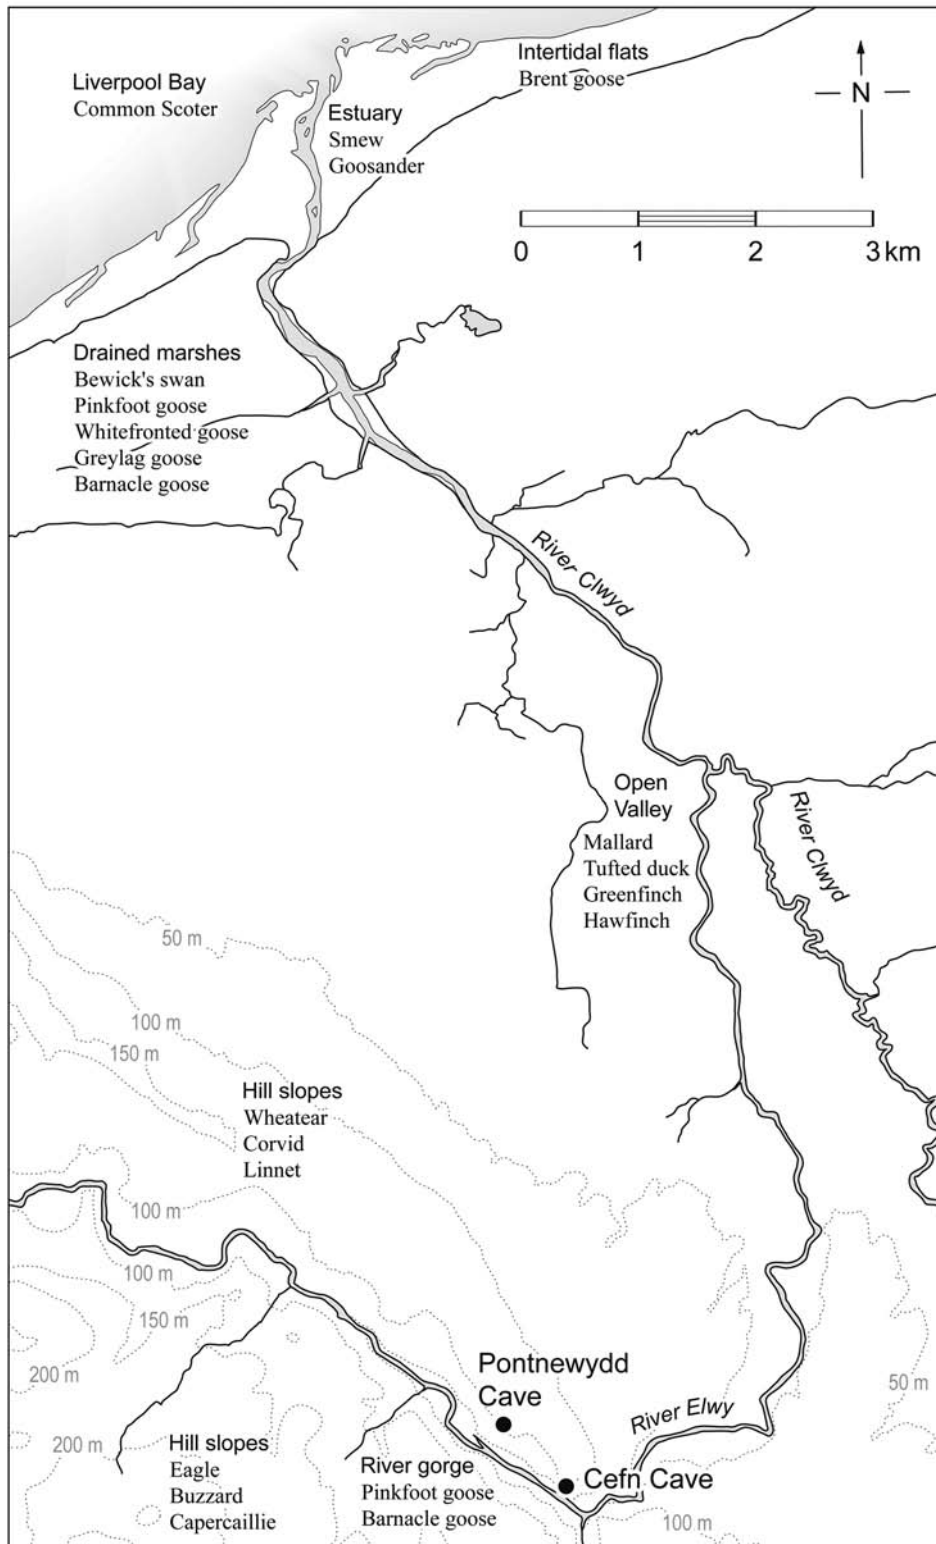 Liverpool Bay
Common Scoter
Intertidal flats
Brent goose
N
Estuary
Smew
Goosander
0 1 2 3 km
Drained marshes
Bewick's swan
Pinkfoot goose
Whitefronted goose
Greylag goose
Barnacle goose
River Clwyd
Open
Valley
Mallard
Tufted duck
Greenfinch
Hawfinch
River Clwyd
50 m
100 m
150 m
Hill slopes
Wheatear
Corvid
Linnet
100 m
100 m
150 m
200 m
200 m
Pontnewydd
Cave
50 m
River Elwy
Hill slopes
Eagle
Buzzard
Capercaillie
River gorge
Pinkfoot goose
Barnacle goose
Cefn Cave
100 m